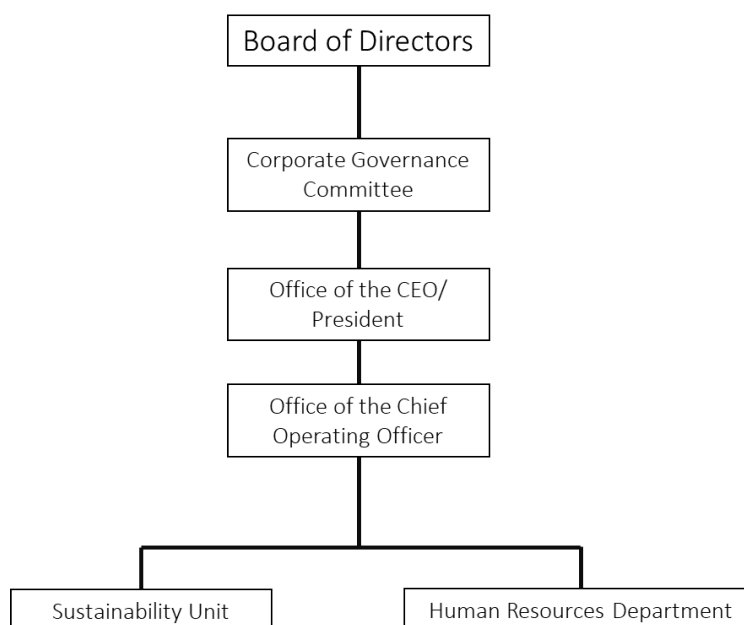 Board of Directors
Corporate Governance
Committee
Office of the CEO/
President
Office of the Chief
Operating Officer
Sustainability Unit
Human Resources Department